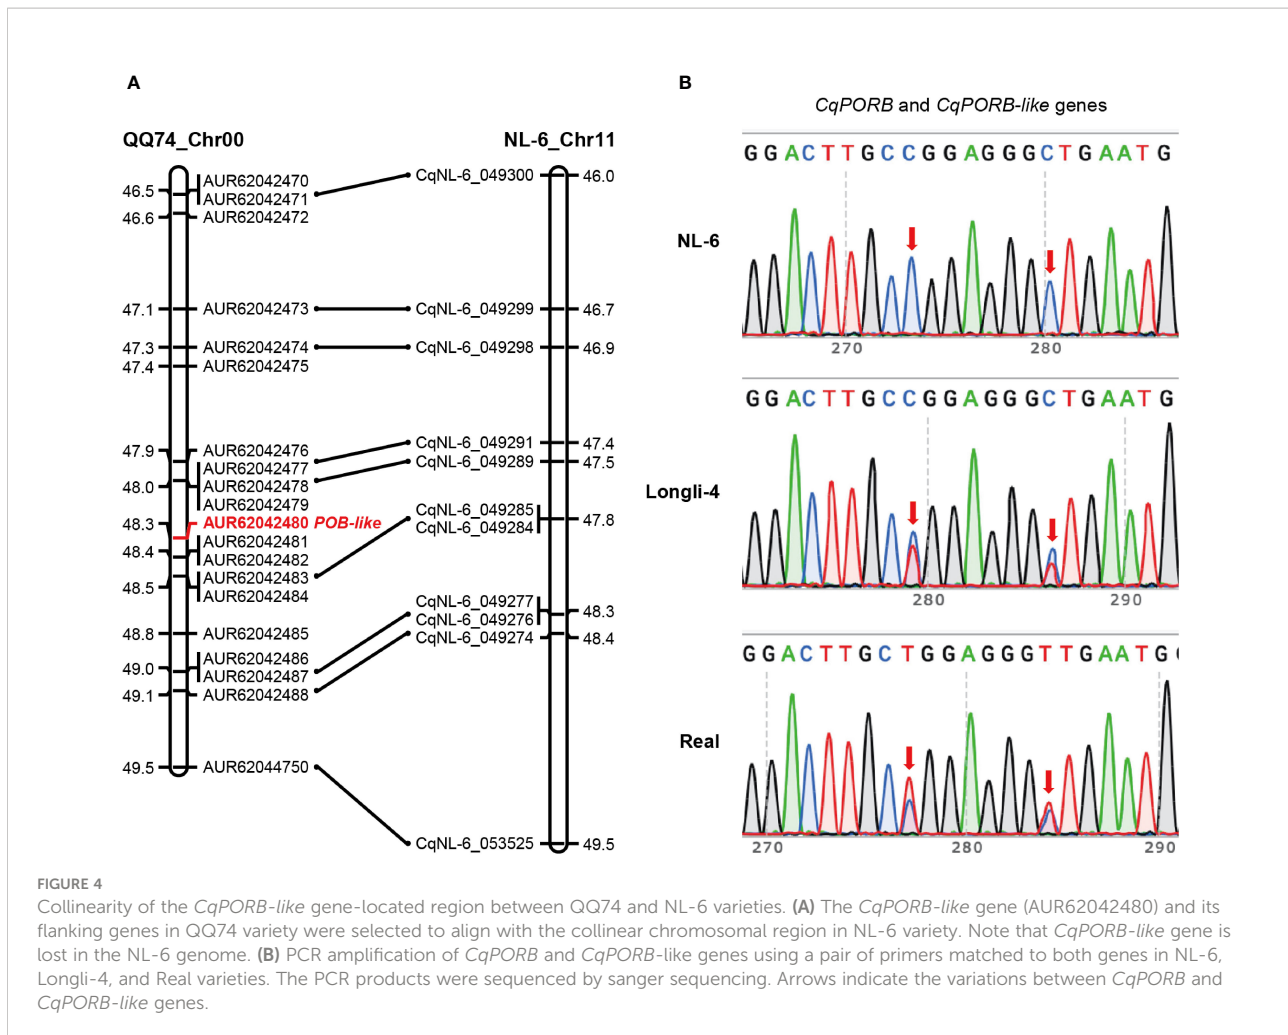 A
B
CqPORB and CqPORB-like genes
QQ74_Chr00
NL-6_Chr11
46.5
AUR62042470
AUR62042471
46.6
AUR62042472
47.1
AUR62042473
47.3
AUR62042474
47.4
AUR62042475
47.9
AUR62042476
AUR62042477
48.0
AUR62042478
AUR62042479
48.3
AUR62042480 POB-like
AUR62042481
48.4
AUR62042482
AUR62042483
48.5
AUR62042484
48.8
AUR62042485
AUR62042486
49.0
AUR62042487
49.1
AUR62042488
49.5
AUR62044750
CqNL-6_049300
46.0
CqNL-6_049299
46.7
CqNL-6_049298
46.9
CqNL-6_049291
47.4
CqNL-6_049289
47.5
CqNL-6_049285
CqNL-6_049284
47.8
CqNL-6_049277
CqNL-6_049276
48.3
CqNL-6_049274
48.4
CqNL-6_053525
49.5
G G A C T T G C C G G A G G G C T G A A T G
NL-6
270
280
G G A C T T G C C G G A G G G C T G A A T G
Longli-4
280
290
G G A C T T G C T G G A G G G T T G A A T G
Real
270
280
290
FIGURE 4
Collinearity of the CqPORB-like gene-located region between QQ74 and NL-6 varieties. (A) The CqPORB-like gene (AUR62042480) and its
flanking genes in QQ74 variety were selected to align with the collinear chromosomal region in NL-6 variety. Note that CqPORB-like gene is
lost in the NL-6 genome. (B) PCR amplification of CqPORB and CqPORB-like genes using a pair of primers matched to both genes in NL-6,
Longli-4, and Real varieties. The PCR products were sequenced by sanger sequencing. Arrows indicate the variations between CqPORB and
CqPORB-like genes.